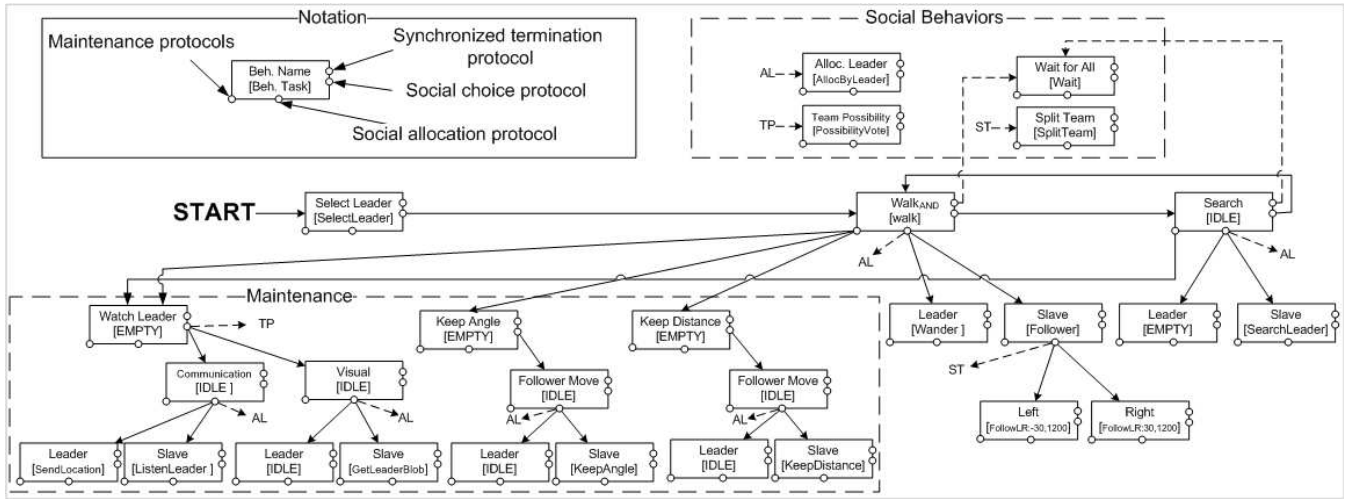 Notation
Maintenance protocols
Beh. Name
[Beh. Task]
Synchronized termination
protocol
Social choice protocol
Social allocation protocol
Social Behaviors
AL
Alloc. Leader
[AllocByLeader]
Wait for All
[Wait]
TP
Team Possibility
[PossibilityVote]
ST
Split Team
[SplitTeam]
START
Select Leader
[SelectLeader]
WalkAND
[walk]
Search
[IDLE]
AL
AL
Maintenance
Watch Leader
[EMPTY]
TP
Keep Angle
[EMPTY]
Keep Distance
[EMPTY]
Leader
[Wander ]
Slave
[Follower]
Leader
[EMPTY]
Slave
[SearchLeader]
Communication
[IDLE ]
AL
Visual
[IDLE]
AL
Follower Move
[IDLE]
AL
Follower Move
[IDLE]
AL
ST
Left
[FollowLR:-30,1200]
Right
[FollowLR:30,1200]
Leader
[SendLocation]
Slave
[ListenLeader ]
Leader
[IDLE]
Slave
[GetLeaderBlob]
Leader
[IDLE]
Slave
[KeepAngle]
Leader
[IDLE]
Slave
[KeepDistance]